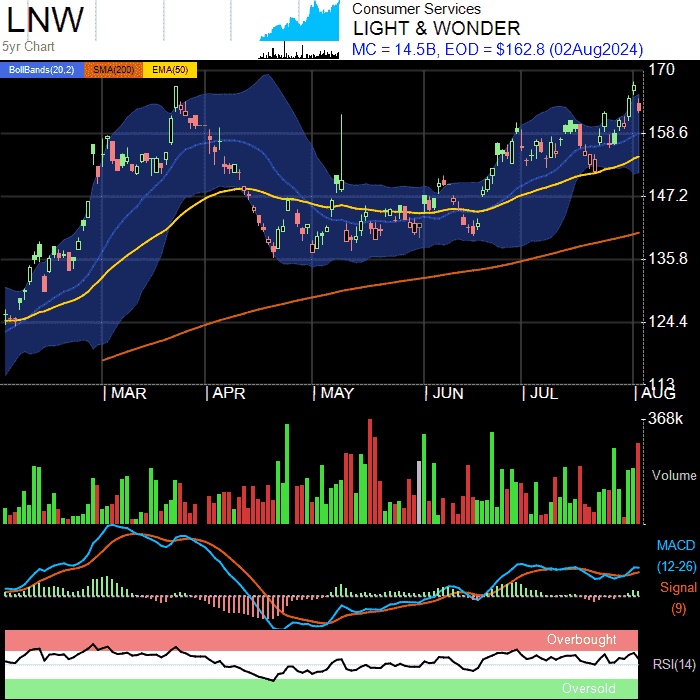 LNW
5yr Chart
Consumer Services
LIGHT & WONDER
MC = 14.5B, EOD = $162.8 (02Aug2024)
BollBands(20,2) SMA(200) EMA(50)
170
158.6
147.2
135.8
124.4
113
MAR APR MAY JUN JUL AUG
368k
Volume
MACD
(12-26)
Signal
(9)
Overbought
RSI(14)
Oversold